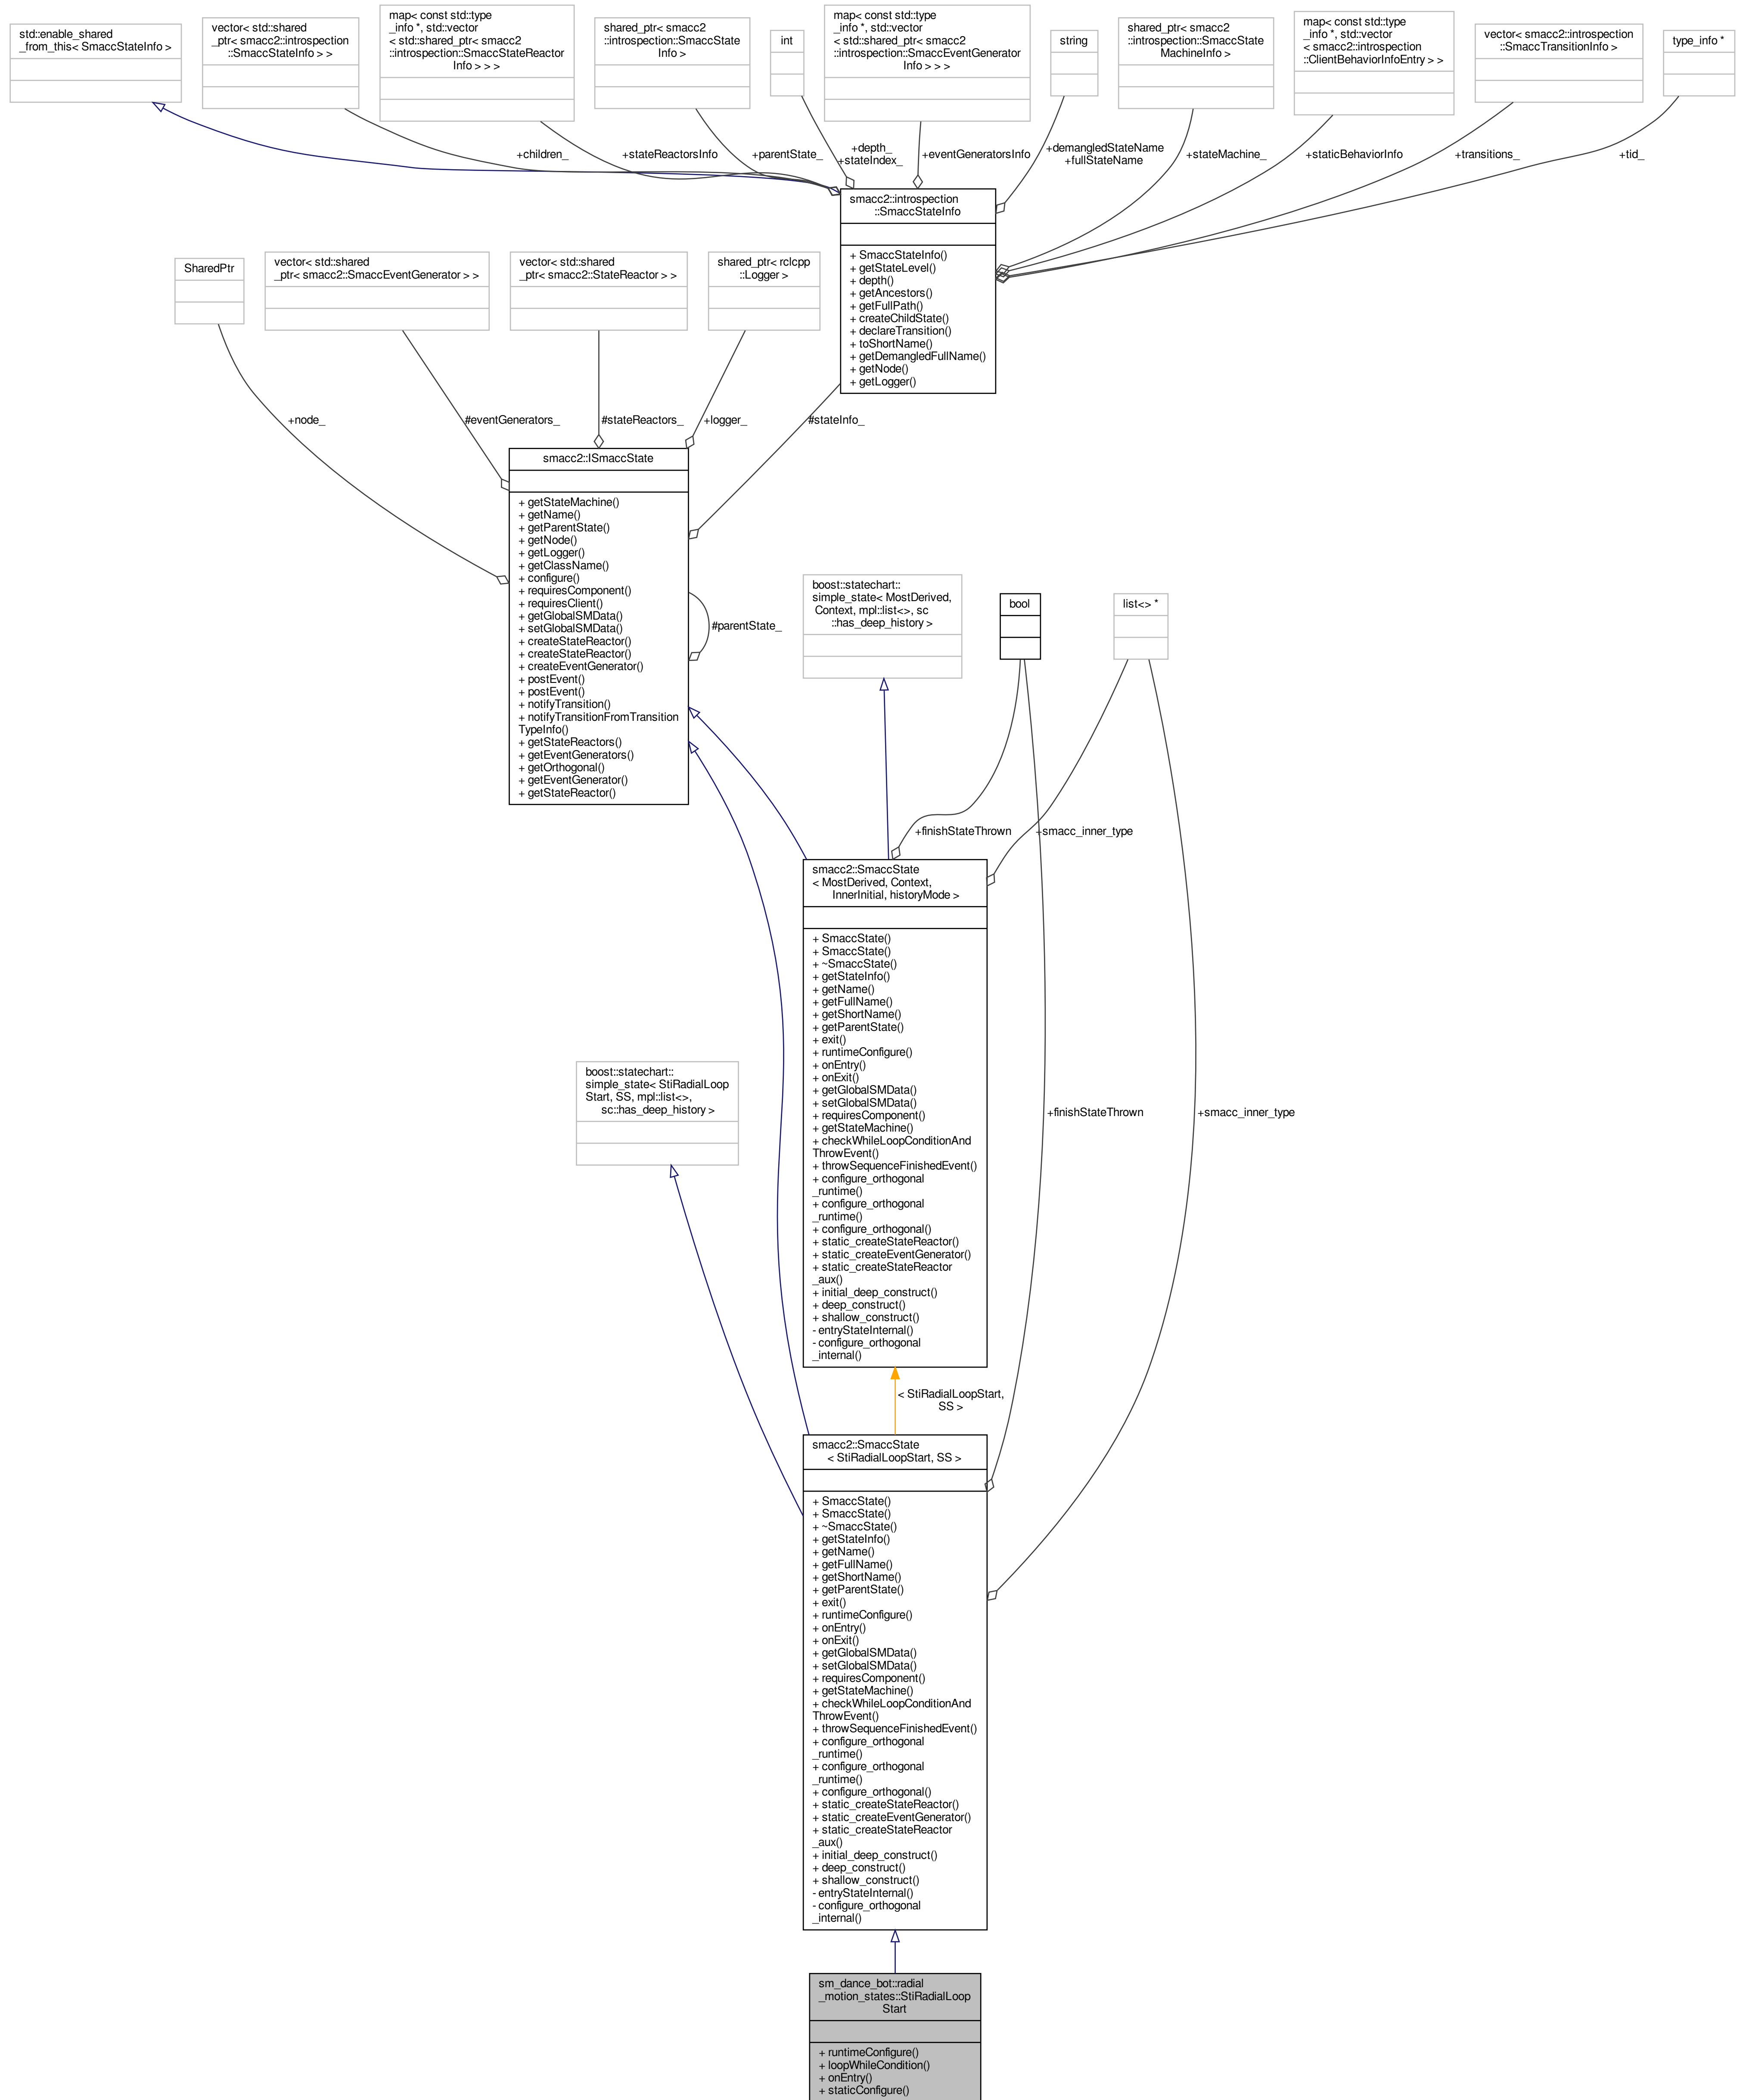 std::enable_shared
_from_this< SmaccStateInfo >
vector< std::shared
_ptr< smacc2::introspection
::SmaccStateInfo > >
map< const std::type
_info *, std::vector
< std::shared_ptr< smacc2
::introspection::StateReactor
Info > > >
shared_ptr< smacc2
::introspection::SmaccState
Info >
int
map< const std::type
_info *, std::vector
< std::shared_ptr< smacc2
::introspection::SmaccEventGenerator
Info > > >
string
shared_ptr< smacc2
::introspection::SmaccState
MachineInfo >
map< const std::type
_info *, std::vector
< smacc2::introspection
::ClientBehaviorInfoEntry > >
vector< smacc2::introspection
::SmaccTransitionInfo >
type_info *
+children_
+stateReactorsInfo
+parentState_
+depth_
+stateIndex_
+eventGeneratorsInfo
+demangledStateName
+fullStateName
+stateMachine_
+staticBehaviorInfo
+transitions_
+tid_
smacc2::introspection
::SmaccStateInfo
+ SmaccStateInfo()
+ getStateLevel()
+ depth()
+ getAncestors()
+ getFullPath()
+ createChildState()
+ declareTransition()
+ toShortName()
+ getDemangledFullName()
+ getNode()
+ getLogger()
SharedPtr
vector< std::shared
_ptr< smacc2::SmaccEventGenerator > >
vector< std::shared
_ptr< smacc2::StateReactor > >
shared_ptr< rclcpp
::Logger >
+node_
#eventGenerators_
#stateReactors_
+logger_
#stateInfo_
smacc2::ISmaccState
+ getStateMachine()
+ getName()
+ getParentState()
+ getNode()
+ getLogger()
+ getClassName()
+ configure()
+ requiresComponent()
+ requiresClient()
+ getGlobalSMData()
+ setGlobalSMData()
+ createStateReactor()
+ createStateReactor()
+ createEventGenerator()
+ postEvent()
+ postEvent()
+ notifyTransition()
+ notifyTransitionFromTransition
TypeInfo()
+ getStateReactors()
+ getEventGenerators()
+ getOrthogonal()
+ getEventGenerator()
+ getStateReactor()
#parentState_
boost::statechart::
simple_state< MostDerived,
Context, mpl::list<>, sc
::has_deep_history >
bool
list<> *
+finishStateThrown
+smacc_inner_type
smacc2::SmaccState
< MostDerived, Context,
InnerInitial, historyMode >
+ SmaccState()
+ SmaccState()
+ ~SmaccState()
+ getStateInfo()
+ getName()
+ getFullName()
+ getShortName()
+ getParentState()
+ exit()
+ runtimeConfigure()
+ onEntry()
+ onExit()
+ getGlobalSMData()
+ setGlobalSMData()
+ requiresComponent()
+ getStateMachine()
+ checkWhileLoopConditionAnd
ThrowEvent()
+ throwSequenceFinishedEvent()
+ configure_orthogonal
_runtime()
+ configure_orthogonal
_runtime()
+ configure_orthogonal()
+ static_createStateReactor()
+ static_createEventGenerator()
+ static_createStateReactor
_aux()
+ initial_deep_construct()
+ deep_construct()
+ shallow_construct()
- entryStateInternal()
- configure_orthogonal
_internal()
boost::statechart::
simple_state< StiRadialLoop
Start, SS, mpl::list<>,
sc::has_deep_history >
+finishStateThrown
+smacc_inner_type
< StiRadialLoopStart,
SS >
smacc2::SmaccState
< StiRadialLoopStart, SS >
+ SmaccState()
+ SmaccState()
+ ~SmaccState()
+ getStateInfo()
+ getName()
+ getFullName()
+ getShortName()
+ getParentState()
+ exit()
+ runtimeConfigure()
+ onEntry()
+ onExit()
+ getGlobalSMData()
+ setGlobalSMData()
+ requiresComponent()
+ getStateMachine()
+ checkWhileLoopConditionAnd
ThrowEvent()
+ throwSequenceFinishedEvent()
+ configure_orthogonal
_runtime()
+ configure_orthogonal
_runtime()
+ configure_orthogonal()
+ static_createStateReactor()
+ static_createEventGenerator()
+ static_createStateReactor
_aux()
+ initial_deep_construct()
+ deep_construct()
+ shallow_construct()
- entryStateInternal()
- configure_orthogonal
_internal()
sm_dance_bot::radial
_motion_states::StiRadialLoop
Start
+ runtimeConfigure()
+ loopWhileCondition()
+ onEntry()
+ staticConfigure()